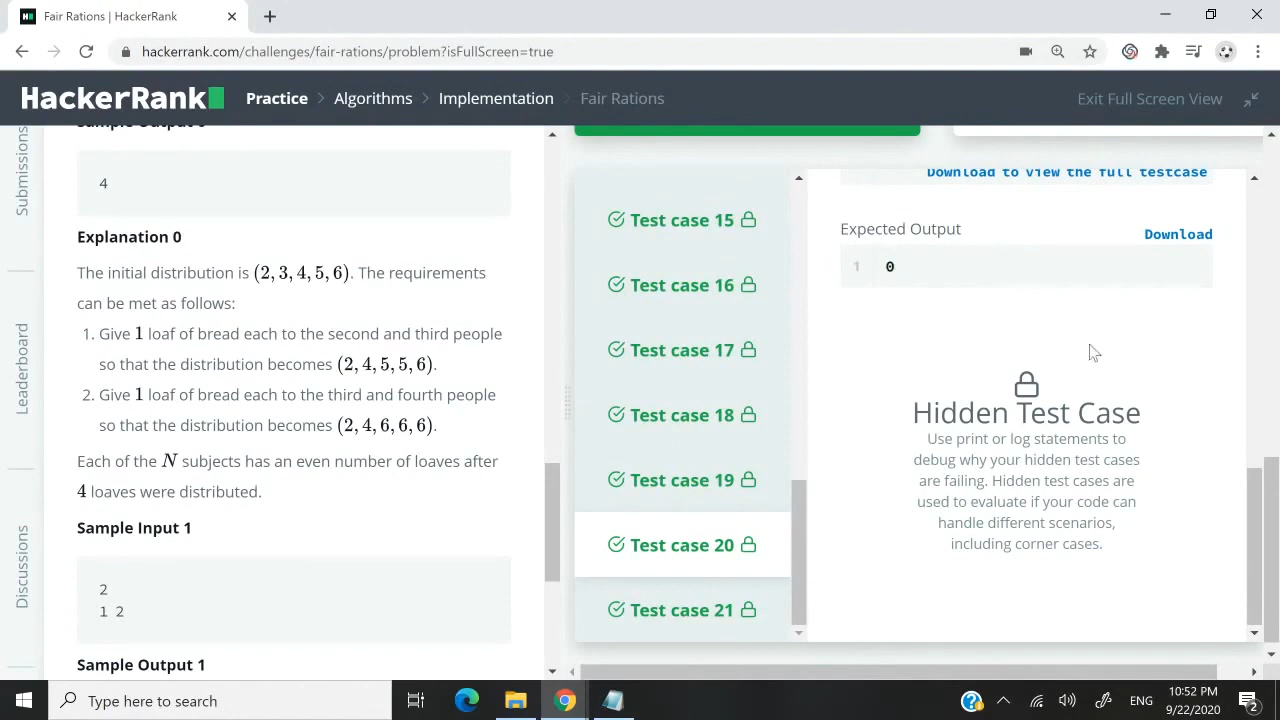 Fair Rations | HackerRank
hackerrank.com/challenges/fair-rations/problem?isFullScreen=true
HackerRank
Practice > Algorithms > Implementation > Fair Rations
Exit Full Screen View
Submissions
Leaderboard
Discussions
Sample Output 0
4
Explanation 0
The initial distribution is (2, 3, 4, 5, 6). The requirements
can be met as follows:
1. Give 1 loaf of bread each to the second and third people
so that the distribution becomes (2, 4, 5, 5, 6).
2. Give 1 loaf of bread each to the third and fourth people
so that the distribution becomes (2, 4, 6, 6, 6).
Each of the N subjects has an even number of loaves after
4 loaves were distributed.
Sample Input 1
2
1 2
Sample Output 1
Test case 15
Test case 16
Test case 17
Test case 18
Test case 19
Test case 20
Test case 21
Download to view the full testcase
Expected Output
Download
1 0
Hidden Test Case
Use print or log statements to
debug why your hidden test cases
are failing. Hidden test cases are
used to evaluate if your code can
handle different scenarios,
including corner cases.
Type here to search
ENG
10:52 PM
9/22/2020
2